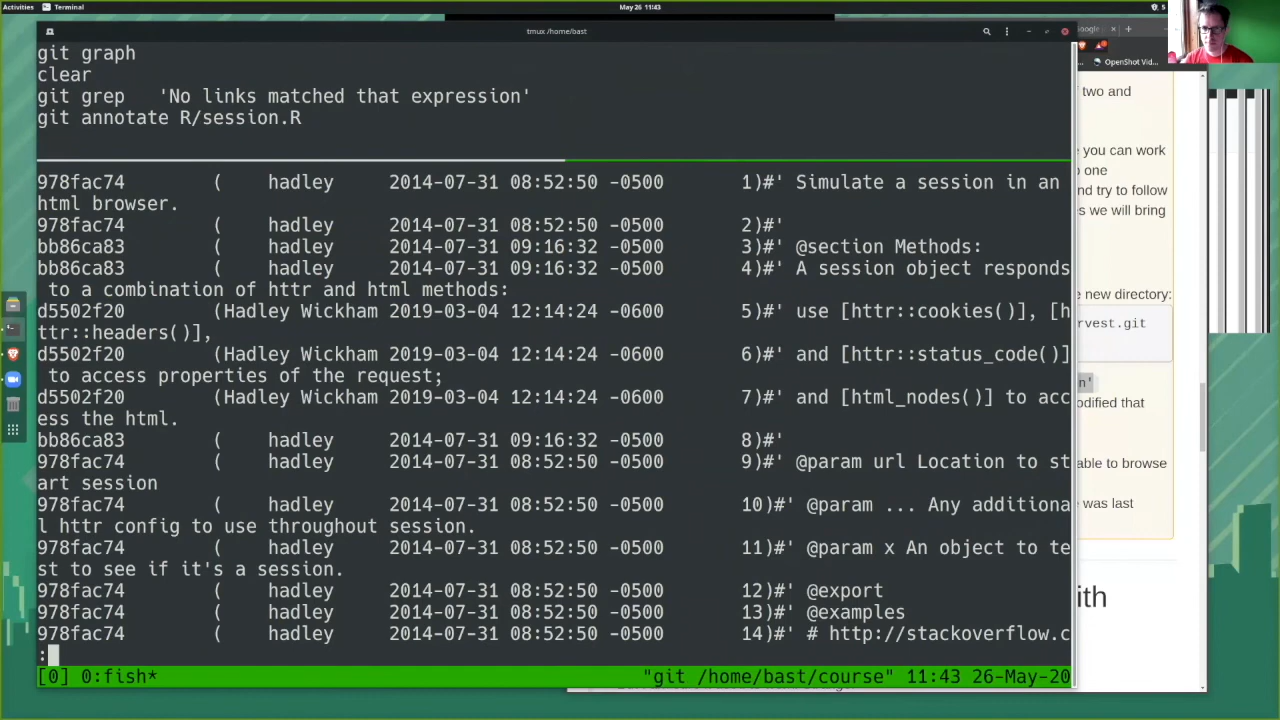 Activities Terminal May 26 11:43 5
tmux /home/bast
git graph
clear
git grep 'No links matched that expression'
git annotate R/session.R
978fac74 ( hadley 2014-07-31 08:52:50 -0500 1)#' Simulate a session in an
html browser.
978fac74 ( hadley 2014-07-31 08:52:50 -0500 2)#'
bb86ca83 ( hadley 2014-07-31 09:16:32 -0500 3)#' @section Methods:
bb86ca83 ( hadley 2014-07-31 09:16:32 -0500 4)#' A session object responds
to a combination of httr and html methods:
d5502f20 (Hadley Wickham 2019-03-04 12:14:24 -0600 5)#' use [httr::cookies()], [h
ttr::headers()],
d5502f20 (Hadley Wickham 2019-03-04 12:14:24 -0600 6)#' and [httr::status_code()]
to access properties of the request;
d5502f20 (Hadley Wickham 2019-03-04 12:14:24 -0600 7)#' and [html_nodes()] to acc
ess the html.
bb86ca83 ( hadley 2014-07-31 09:16:32 -0500 8)#'
978fac74 ( hadley 2014-07-31 08:52:50 -0500 9)#' @param url Location to st
art session
978fac74 ( hadley 2014-07-31 08:52:50 -0500 10)#' @param ... Any additiona
l httr config to use throughout session.
978fac74 ( hadley 2014-07-31 08:52:50 -0500 11)#' @param x An object to te
st to see if it's a session.
978fac74 ( hadley 2014-07-31 08:52:50 -0500 12)#' @export
978fac74 ( hadley 2014-07-31 08:52:50 -0500 13)#' @examples
978fac74 ( hadley 2014-07-31 08:52:50 -0500 14)#' # http://stackoverflow.c
:
[0] 0:fish* "git /home/bast/course" 11:43 26-May-20
oogle
OpenShot Vid...
two and
you can work
one
nd try to follow
s we will bring
e new directory:
rvest.git
n'
odified that
able to browse
e was last
ith